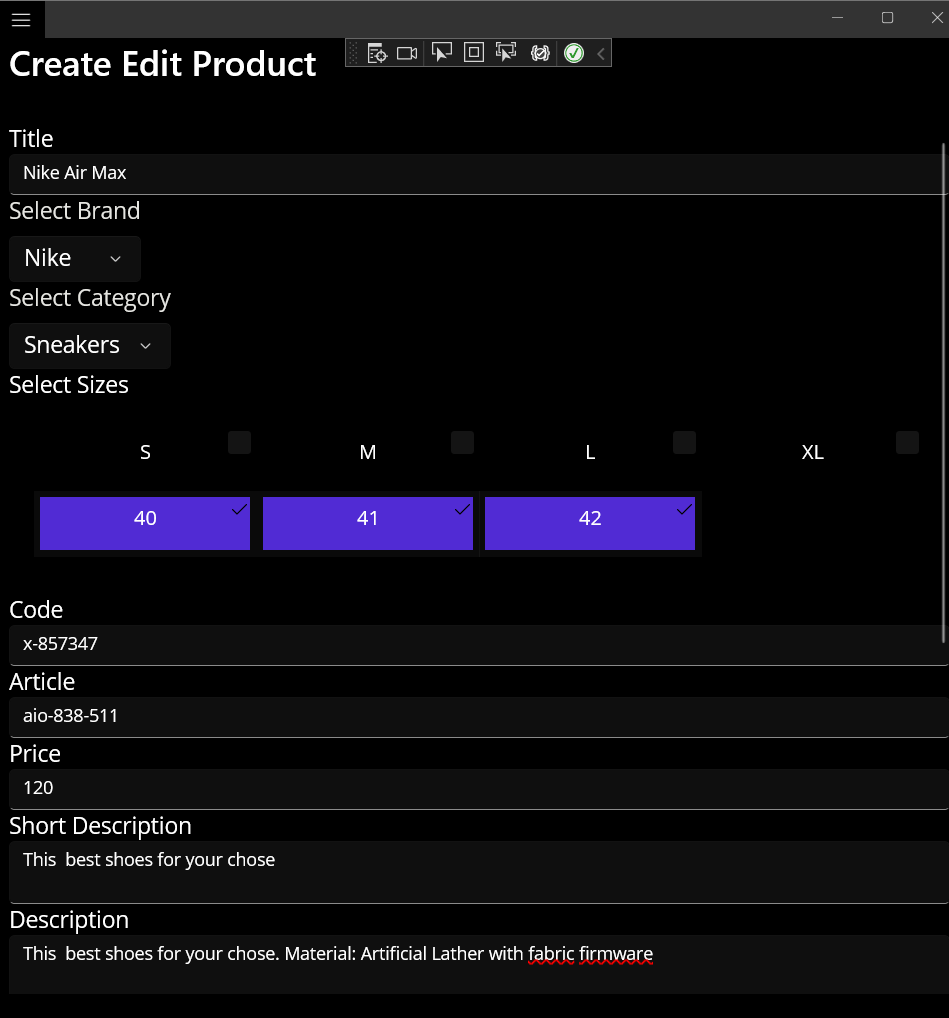 Create Edit Product
Title
Nike Air Max
Select Brand
Nike
Select Category
Sneakers
Select Sizes
S M L XL
40 41 42
Code
x-857347
Article
aio-838-511
Price
120
Short Description
This  best shoes for your chose
Description
This  best shoes for your chose. Material: Artificial Lather with fabric firmware